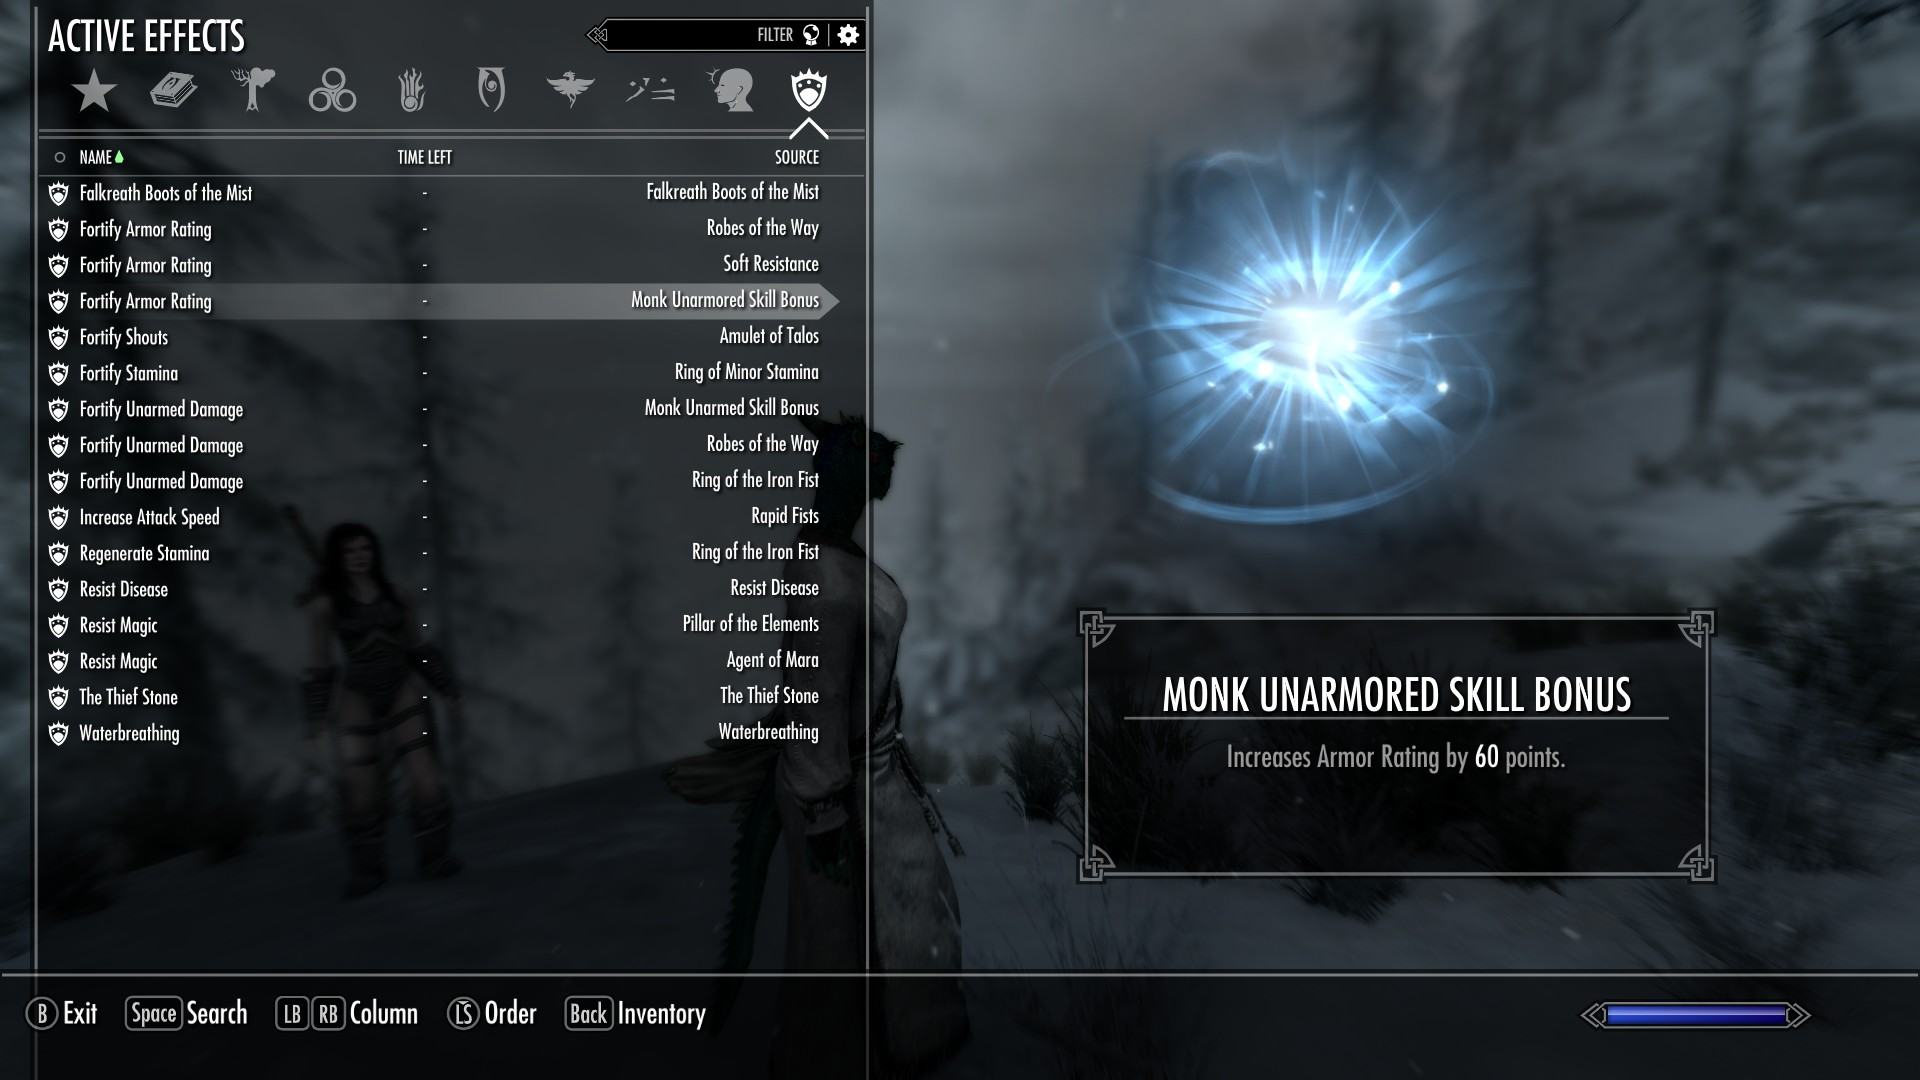 ACTIVE EFFECTS
FILTER
NAME TIME LEFT SOURCE
Falkreath Boots of the Mist - Falkreath Boots of the Mist
Fortify Armor Rating - Robes of the Way
Fortify Armor Rating - Soft Resistance
Fortify Armor Rating - Monk Unarmored Skill Bonus
Fortify Shouts - Amulet of Talos
Fortify Stamina - Ring of Minor Stamina
Fortify Unarmed Damage - Monk Unarmed Skill Bonus
Fortify Unarmed Damage - Robes of the Way
Fortify Unarmed Damage - Ring of the Iron Fist
Increase Attack Speed - Rapid Fists
Regenerate Stamina - Ring of the Iron Fist
Resist Disease - Resist Disease
Resist Magic - Pillar of the Elements
Resist Magic - Agent of Mara
The Thief Stone - The Thief Stone
Waterbreathing - Waterbreathing
MONK UNARMORED SKILL BONUS
Increases Armor Rating by 60 points.
B Exit Space Search LB RB Column LS Order Back Inventory